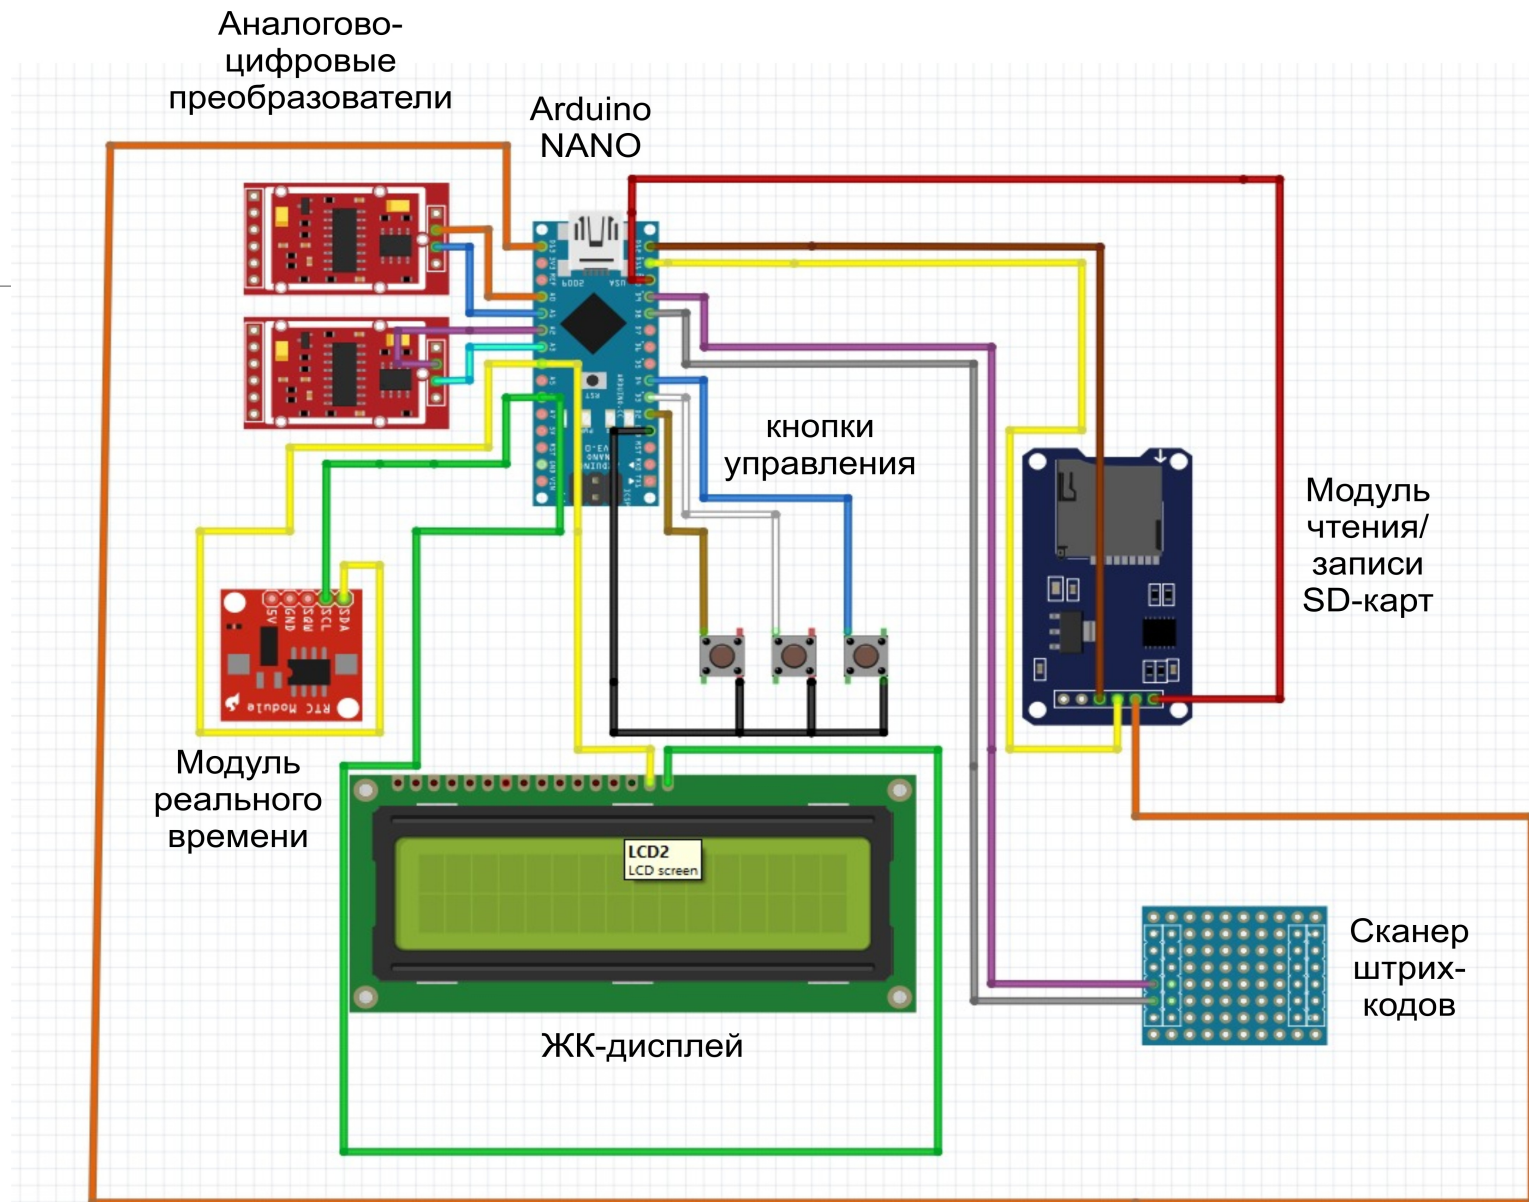 Аналогово-
цифровые
преобразователи
Arduino
NANO
кнопки
управления
Модуль
чтения/
записи
SD-карт
5V
GND
SQW
SCL
SDA
RTC Module
Модуль
реального
времени
LCD2
LCD screen
ЖК-дисплей
Сканер
штрих-
кодов